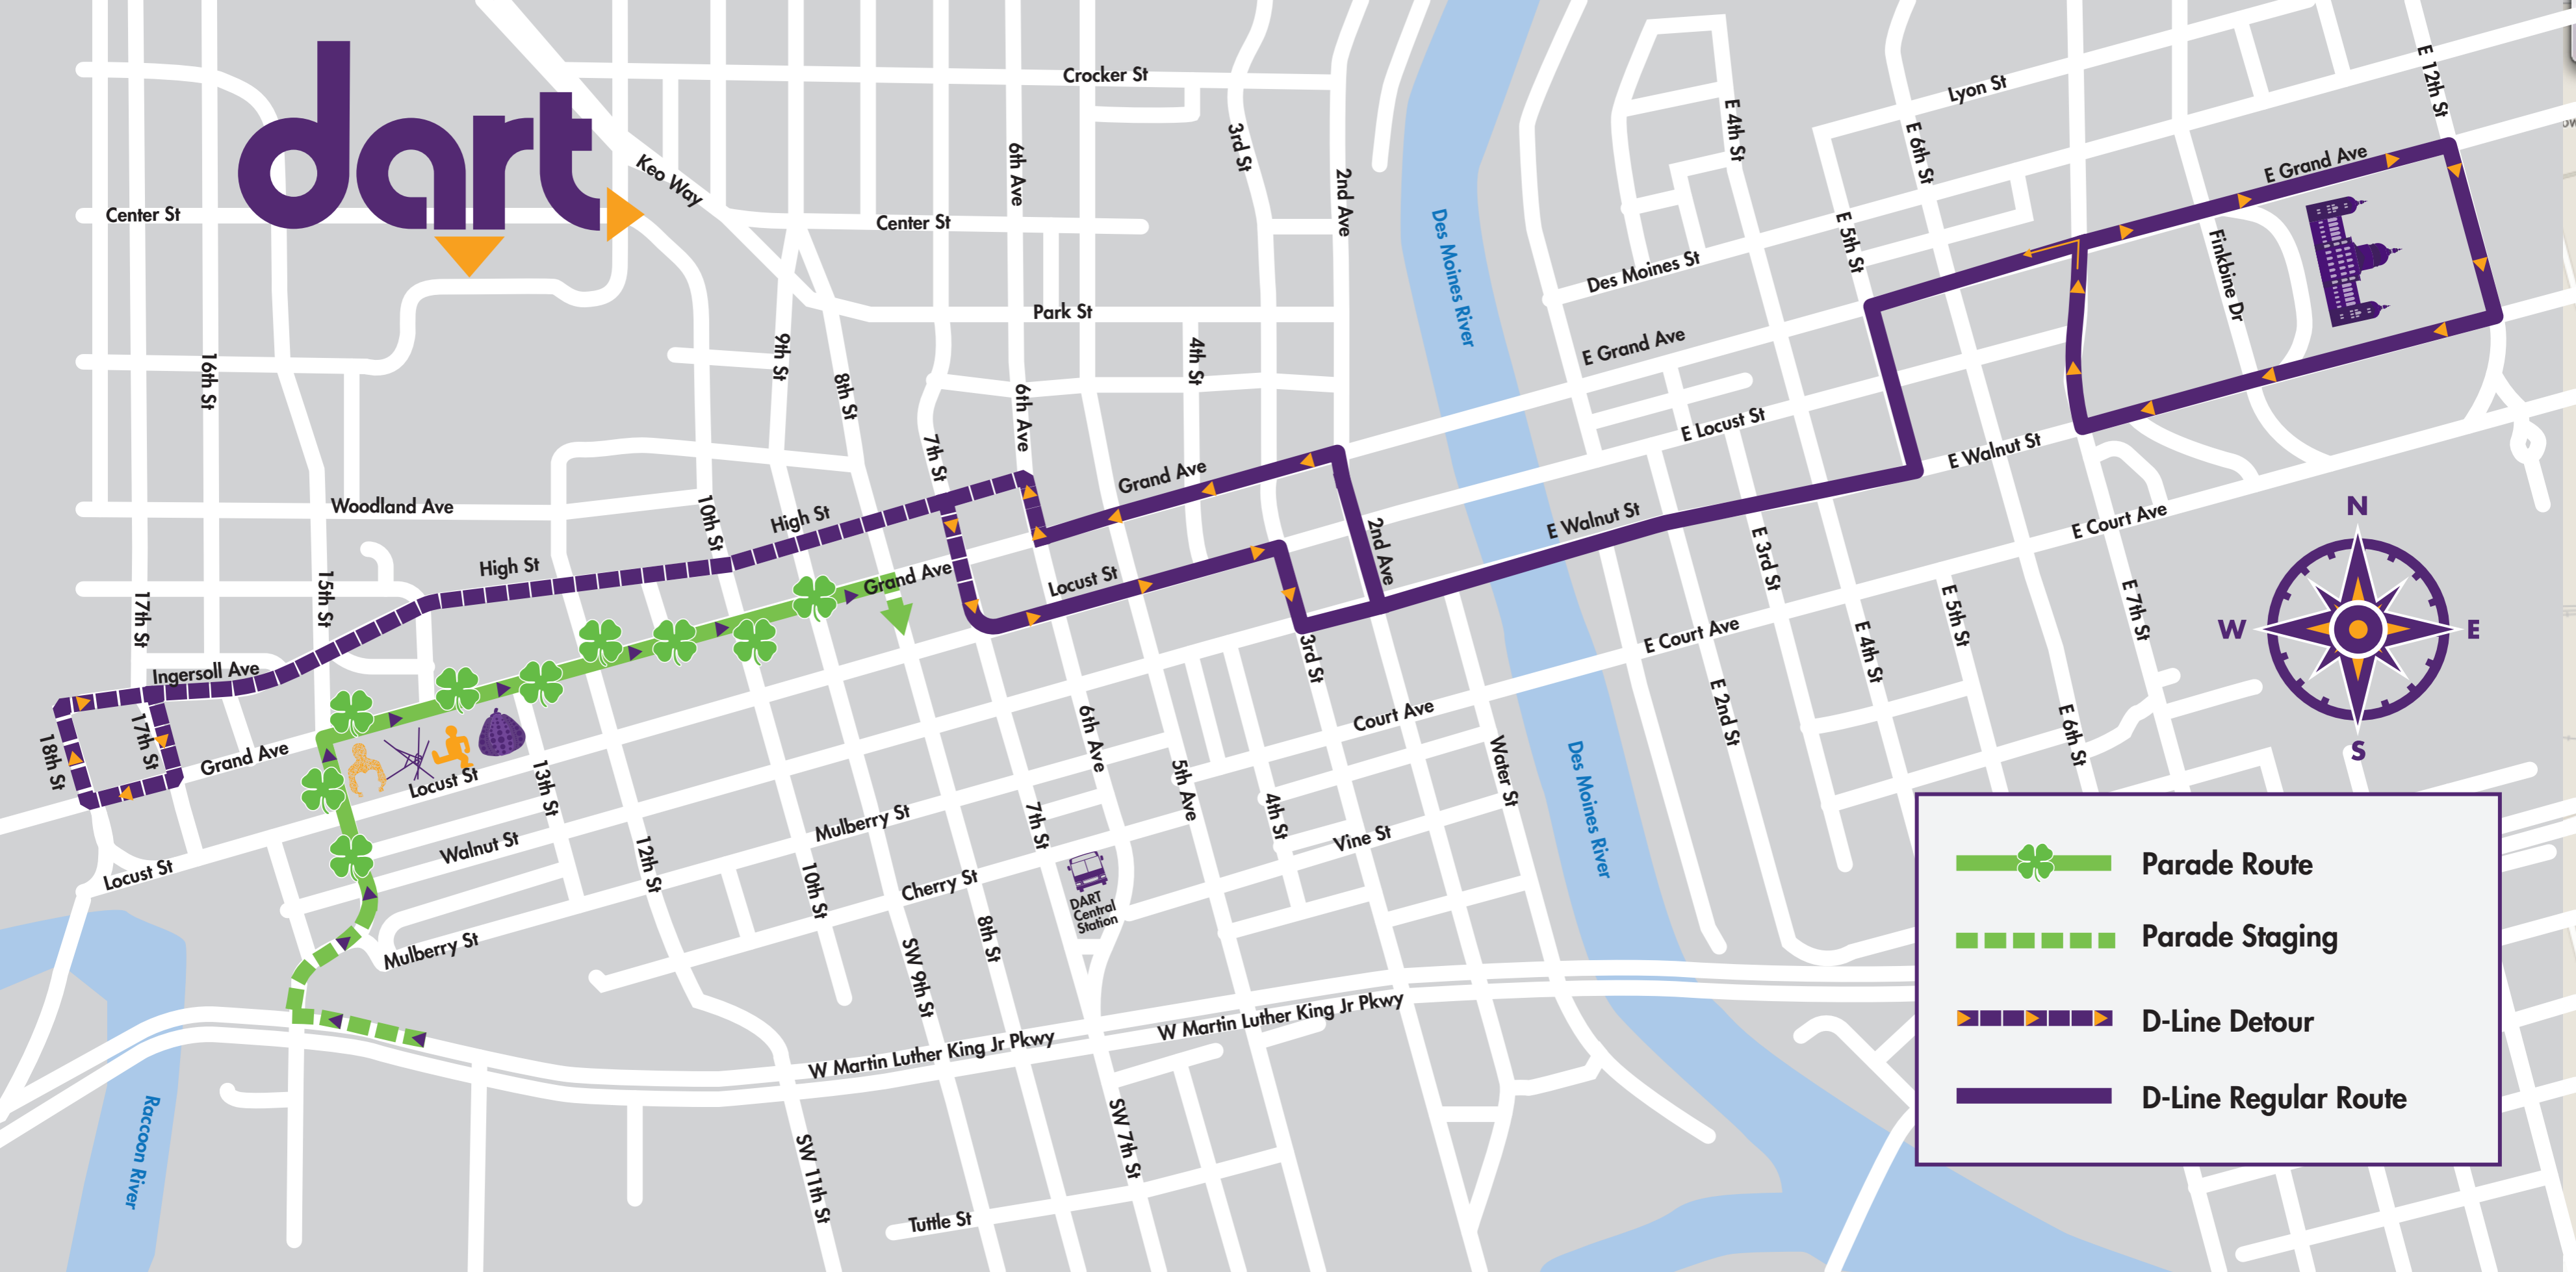 dart
Crocker St
Lyon St
E 12th St
E 4th St
E 6th St
3rd St
6th Ave
2nd Ave
Keo Way
E Grand Ave
Center St
Center St
Des Moines River
E 5th St
Des Moines St
Finkbine Dr
Park St
16th St
9th St
8th St
4th St
E Grand Ave
6th Ave
E Locust St
7th St
E Walnut St
Grand Ave
Woodland Ave
10th St
High St
2nd Ave
E Walnut St
E Court Ave
N
High St
15th St
17th St
Grand Ave
Locust St
E 3rd St
E 5th St
E 7th St
W
E
S
Ingersoll Ave
3rd St
E Court Ave
E 4th St
18th St
17th St
Grand Ave
Locust St
13th St
6th Ave
Court Ave
E 2nd St
E 6th St
Water St
Des Moines River
5th Ave
4th St
7th St
Vine St
Mulberry St
Walnut St
12th St
Locust St
10th St
Cherry St
DART
Central
Station
Mulberry St
8th St
SW 9th St
W Martin Luther King Jr Pkwy
W Martin Luther King Jr Pkwy
Raccoon River
SW 11th St
SW 7th St
Tuttle St
Parade Route
Parade Staging
D-Line Detour
D-Line Regular Route